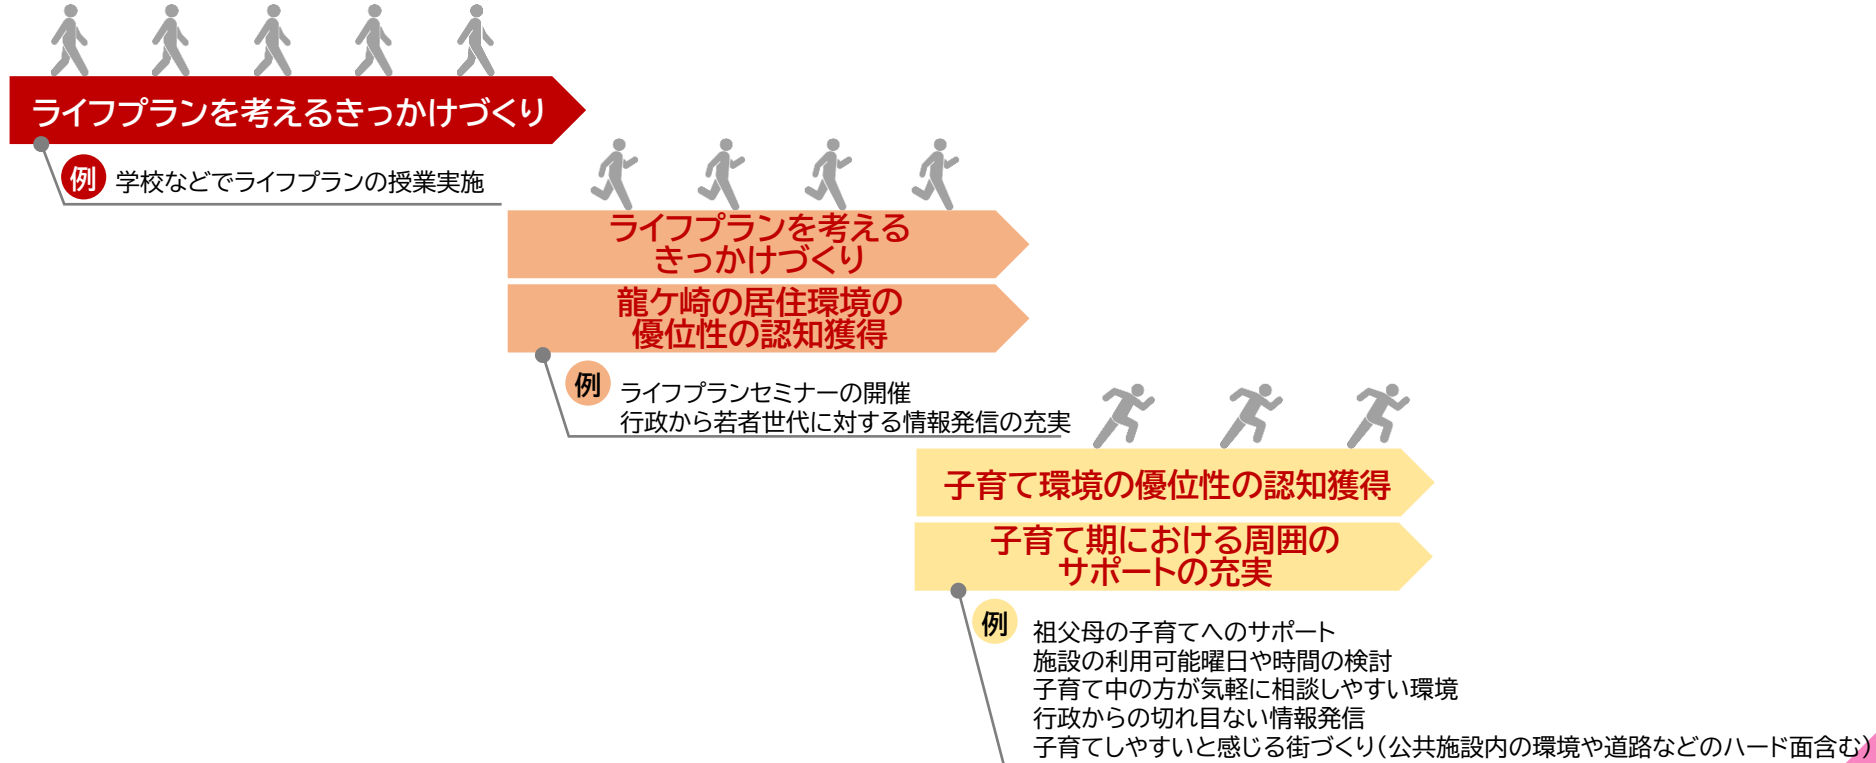 ライフプランを考えるきっかけづくり
例 学校などでライフプランの授業実施
ライフプランを考える
きっかけづくり
龍ケ崎の居住環境の
優位性の認知獲得
例 ライフプランセミナーの開催
行政から若者世代に対する情報発信の充実
子育て環境の優位性の認知獲得
子育て期における周囲の
サポートの充実
例 祖父母の子育てへのサポート
施設の利用可能曜日や時間の検討
子育て中の方が気軽に相談しやすい環境
行政からの切れ目ない情報発信
子育てしやすいと感じる街づくり（公共施設内の環境や道路などのハード面含む）